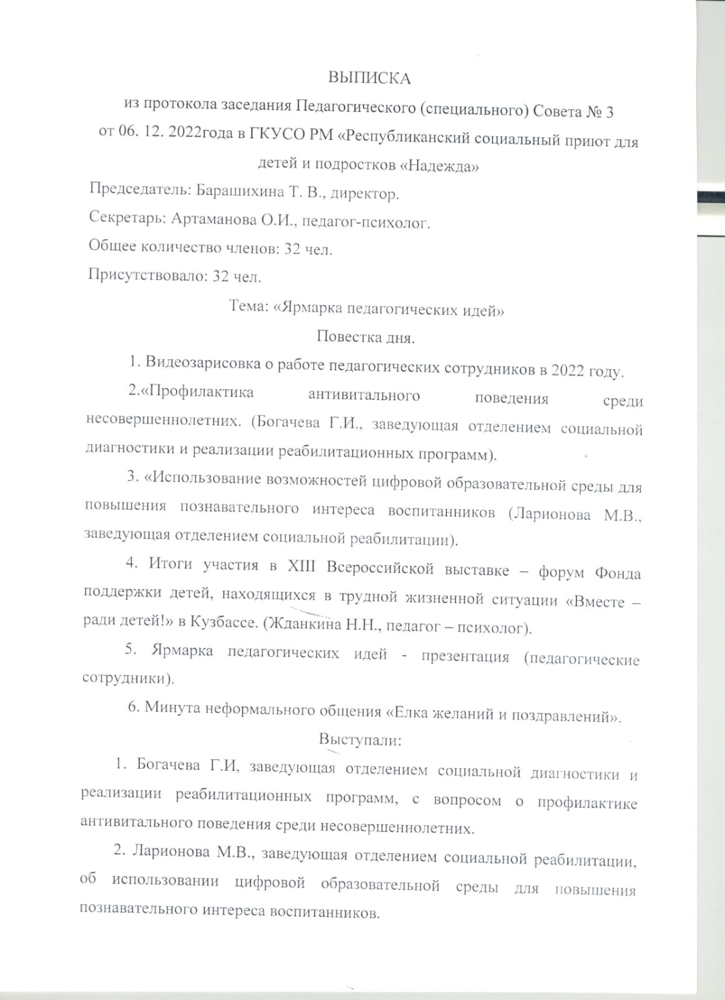 ВЫПИСКА
из протокола заседания Педагогического (специального) Совета № 3
от 06. 12. 2022года в ГКУСО РМ «Республиканский социальный приют для
детей и подростков «Надежда»
Председатель: Барашихина Т. В., директор.
Секретарь: Артаманова О.И., педагог-психолог.
Общее количество членов: 32 чел.
Присутствовало: 32 чел.
Тема: «Ярмарка педагогических идей»
Повестка дня.
1. Видеозарисовка о работе педагогических сотрудников в 2022 году.
2.«Профилактика антивитального поведения среди
несовершеннолетних. (Богачева Г.И., заведующая отделением социальной
диагностики и реализации реабилитационных программ).
3. «Использование возможностей цифровой образовательной среды для
повышения познавательного интереса воспитанников (Ларионова М.В.,
заведующая отделением социальной реабилитации).
4. Итоги участия в XIII Всероссийской выставке – форум Фонда
поддержки детей, находящихся в трудной жизненной ситуации «Вместе –
ради детей!» в Кузбассе. (Жданкина Н.Н., педагог – психолог).
5. Ярмарка педагогических идей - презентация (педагогические
сотрудники).
6. Минута неформального общения «Елка желаний и поздравлений».
Выступали:
1. Богачева Г.И, заведующая отделением социальной диагностики и
реализации реабилитационных программ, с вопросом о профилактике
антивитального поведения среди несовершеннолетних.
2. Ларионова М.В., заведующая отделением социальной реабилитации,
об использовании цифровой образовательной среды для повышения
познавательного интереса воспитанников.